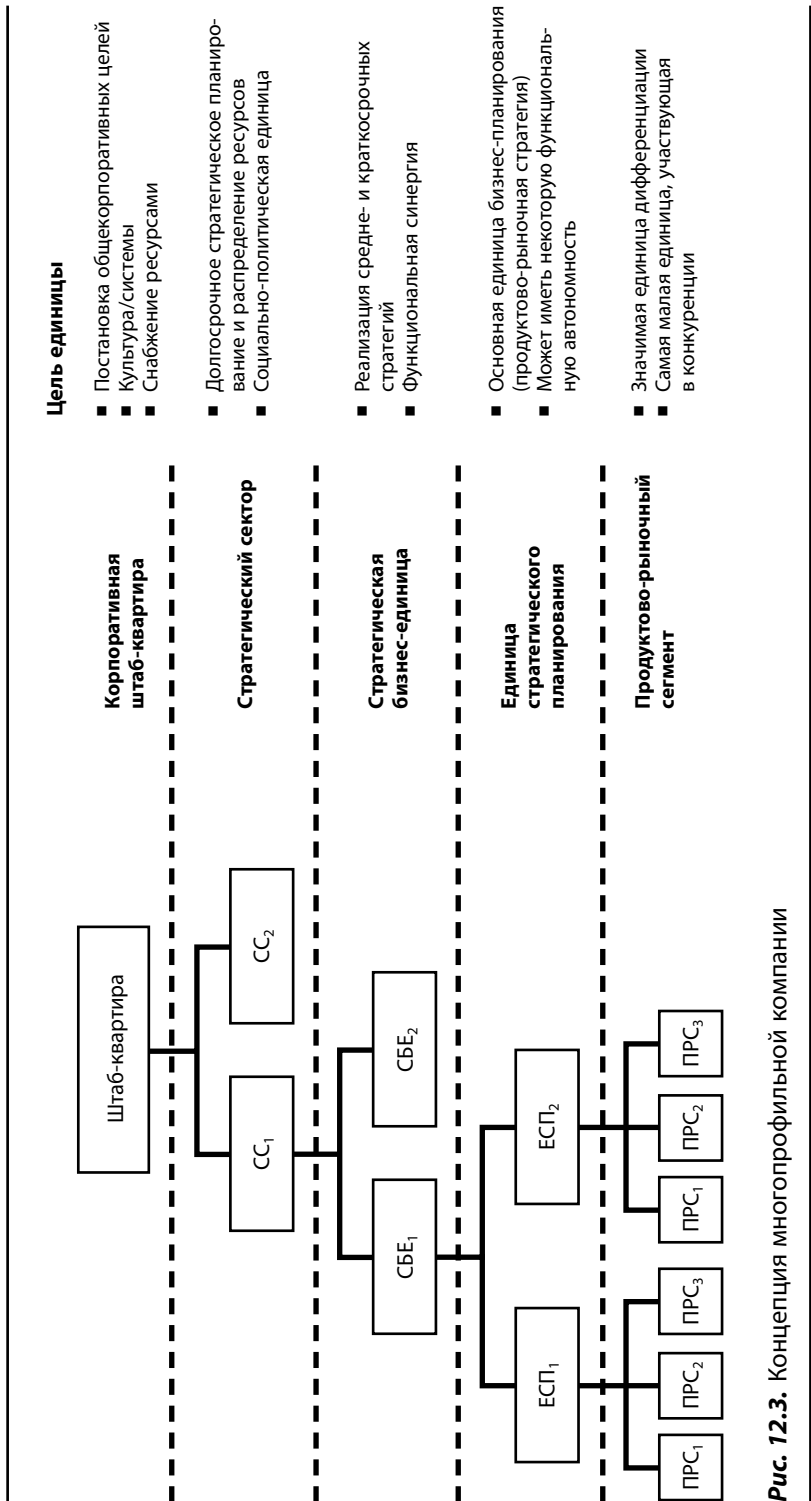 Цель единицы
Корпоративная
штаб-квартира
Штаб-квартира
■ Постановка общекорпоративных целей
■ Культура/системы
■ Снабжение ресурсами
Стратегический сектор
СС₁
СС₂
■ Долгосрочное стратегическое планиро-
вание и распределение ресурсов
■ Социально-политическая единица
Стратегическая
бизнес-единица
СБЕ₁
СБЕ₂
■ Реализация средне- и краткосрочных
стратегий
■ Функциональная синергия
Единица
стратегического
планирования
ЕСП₁
ЕСП₂
■ Основная единица бизнес-планирования
(продуктово-рыночная стратегия)
■ Может иметь некоторую функциональ-
ную автономность
Продуктово-рыночный
сегмент
ПРС₁
ПРС₂
ПРС₃
ПРС₁
ПРС₂
ПРС₃
■ Значимая единица дифференциации
■ Самая малая единица, участвующая
в конкуренции
Рис. 12.3. Концепция многопрофильной компании